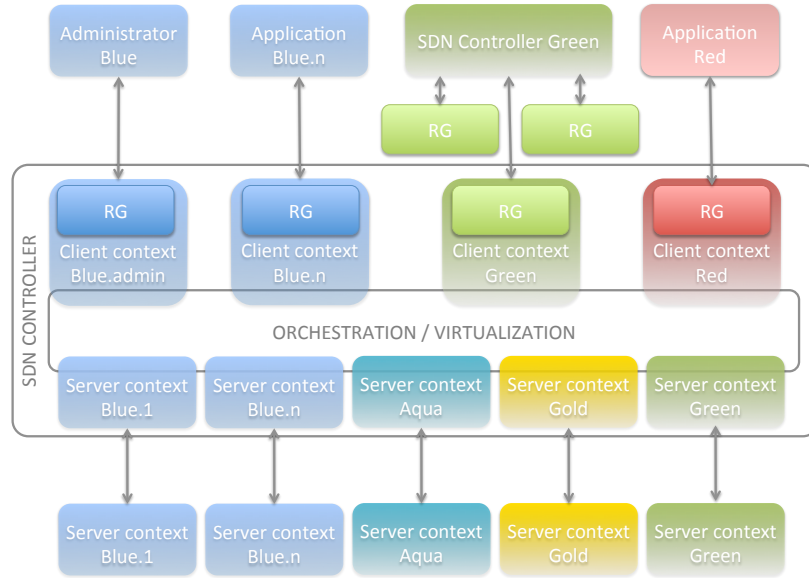 Administrator
Blue
Application
Blue.n
SDN Controller Green
Application
Red
RG
RG
RG
RG
RG
RG
Client context
Blue.admin
Client context
Blue.n
Client context
Green
Client context
Red
SDN CONTROLLER
ORCHESTRATION / VIRTUALIZATION
Server context
Blue.1
Server context
Blue.n
Server context
Aqua
Server context
Gold
Server context
Green
Server context
Blue.1
Server context
Blue.n
Server context
Aqua
Server context
Gold
Server context
Green